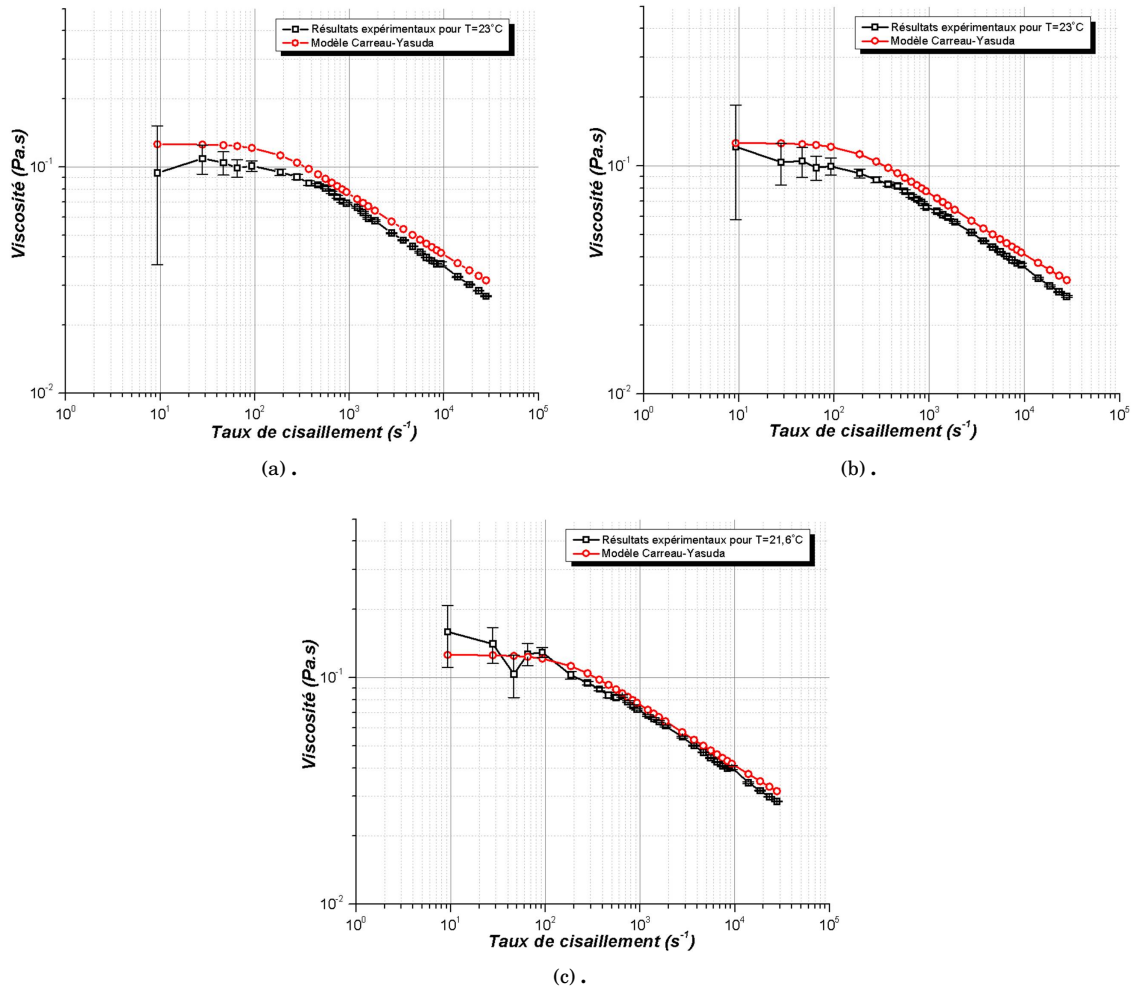 Résultats expérimentaux pour T=23°C
Modèle Carreau-Yasuda
Viscosité (Pa.s)
10⁻¹
10⁻²
10⁰ 10¹ 10² 10³ 10⁴ 10⁵
Taux de cisaillement (s⁻¹)
(a) .
Résultats expérimentaux pour T=23°C
Modèle Carreau-Yasuda
Viscosité (Pa.s)
10⁻¹
10⁻²
10⁰ 10¹ 10² 10³ 10⁴ 10⁵
Taux de cisaillement (s⁻¹)
(b) .
Résultats expérimentaux pour T=21,6°C
Modèle Carreau-Yasuda
Viscosité (Pa.s)
10⁻¹
10⁻²
10⁰ 10¹ 10² 10³ 10⁴ 10⁵
Taux de cisaillement (s⁻¹)
(c) .